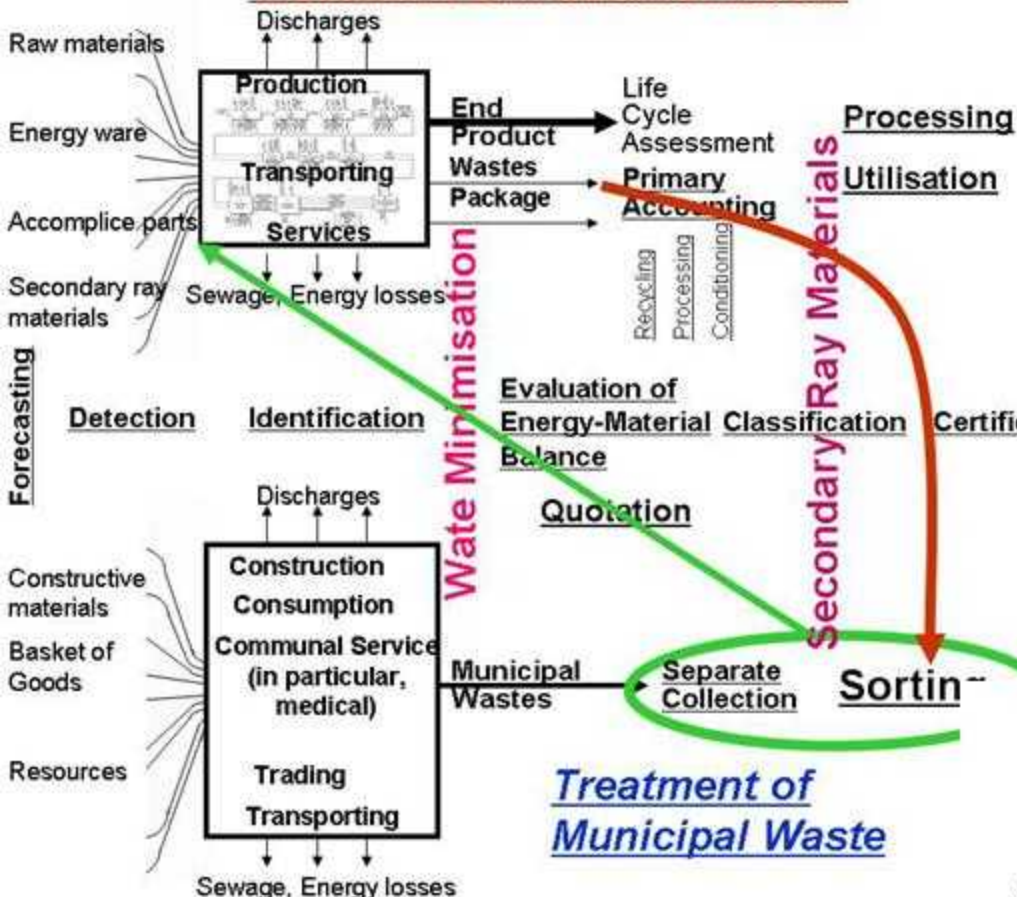 Discharges
Raw materials
Production
Energy ware
Transporting
Accomplice parts
Services
Secondary ray
materials
Sewage, Energy losses
End
Product
Wastes
Package
Life
Cycle
Assessment
Primary
Accounting
Recycling
Processing
Conditioning
Processing
Utilisation
Wate Minimisation
Secondary Ray Materials
Forecasting
Detection
Identification
Evaluation of
Energy-Material
Balance
Classification
Quotation
Discharges
Constructive
materials
Basket of
Goods
Resources
Construction
Consumption
Communal Service
(in particular,
medical)
Trading
Transporting
Sewage, Energy losses
Municipal
Wastes
Separate
Collection
Treatment of
Municipal Waste